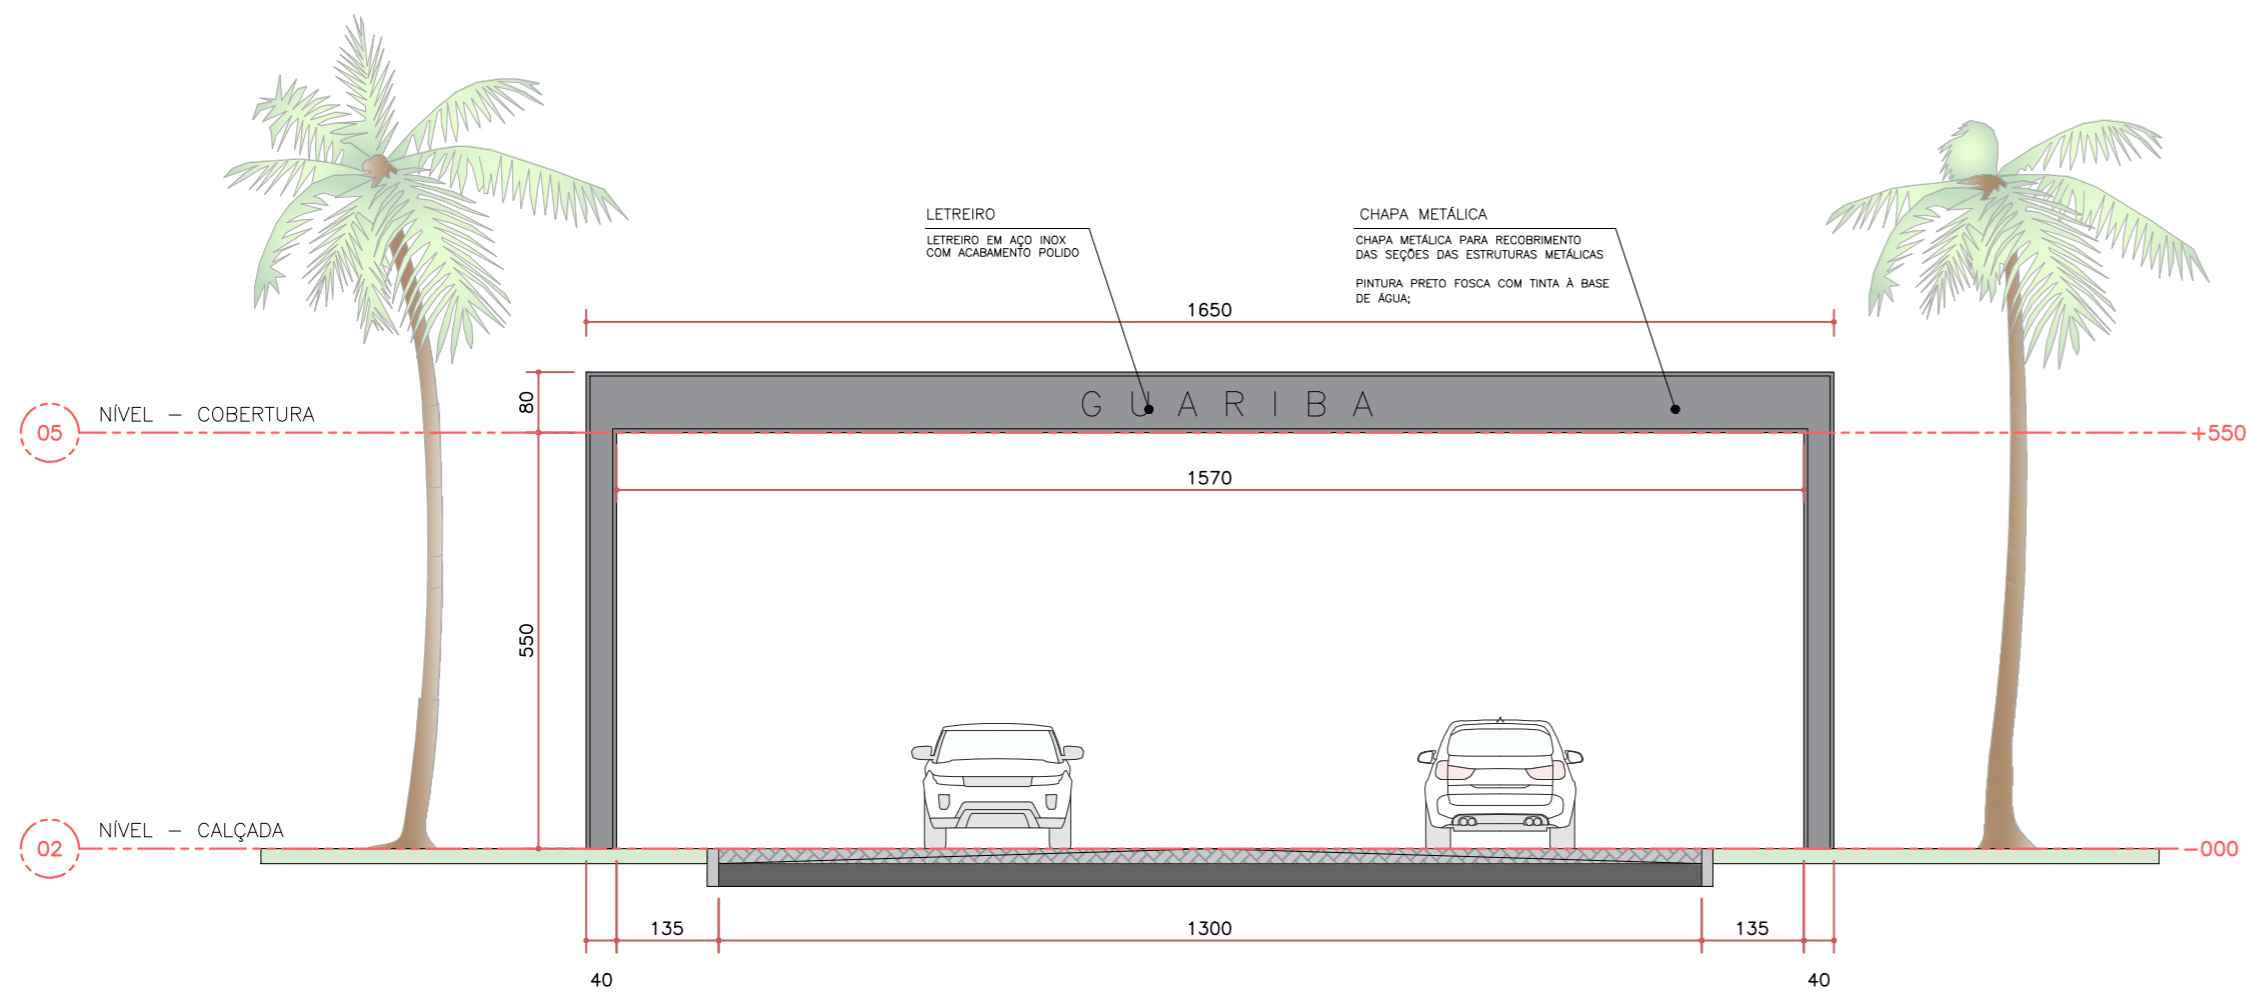 LETREIRO
LETREIRO EM AÇO INOX
COM ACABAMENTO POLIDO
CHAPA METÁLICA
CHAPA METÁLICA PARA RECOBRIMENTO
DAS SEÇÕES DAS ESTRUTURAS METÁLICAS
PINTURA PRETO FOSCA COM TINTA À BASE
DE ÁGUA;
1650
80
GUARIBA
05
NÍVEL – COBERTURA
+550
1570
550
02
NÍVEL – CALÇADA
-000
135
1300
135
40
40